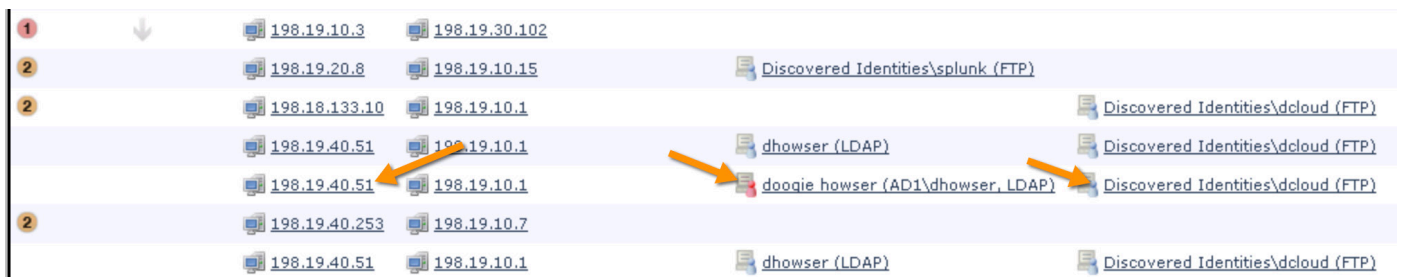 1 198.19.10.3 198.19.30.102
2 198.19.20.8 198.19.10.15 Discovered Identities\splunk (FTP)
2 198.18.133.10 198.19.10.1 Discovered Identities\dcloud (FTP)
198.19.40.51 198.19.10.1 dhowser (LDAP) Discovered Identities\dcloud (FTP)
198.19.40.51 198.19.10.1 doogie howser (AD1\dhowser, LDAP) Discovered Identities\dcloud (FTP)
2 198.19.40.253 198.19.10.7
198.19.40.51 198.19.10.1 dhowser (LDAP) Discovered Identities\dcloud (FTP)